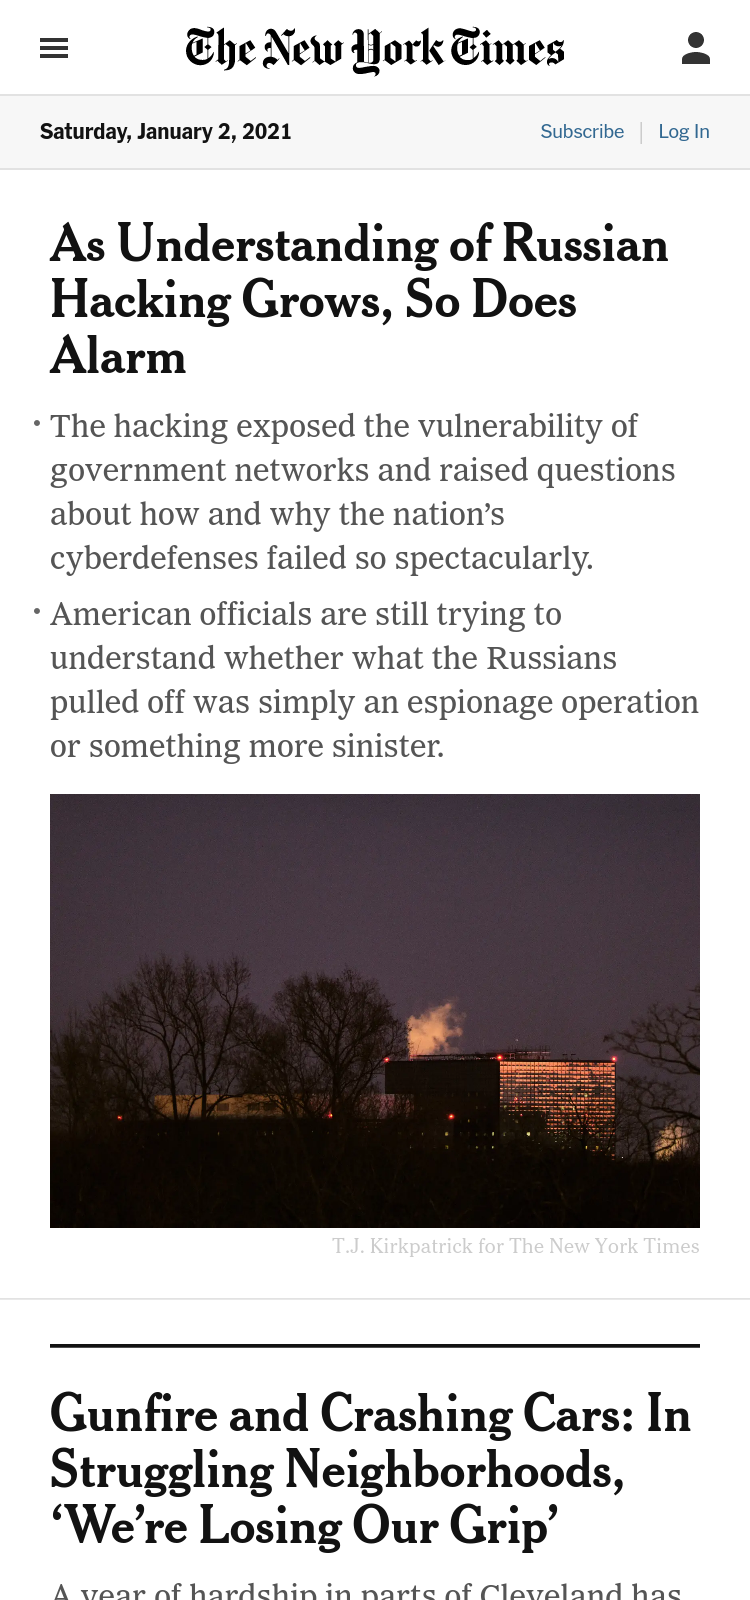 The New York Times
Saturday, January 2, 2021
Subscribe | Log In
As Understanding of Russian
Hacking Grows, So Does
Alarm
• The hacking exposed the vulnerability of
government networks and raised questions
about how and why the nation’s
cyberdefenses failed so spectacularly.
• American officials are still trying to
understand whether what the Russians
pulled off was simply an espionage operation
or something more sinister.
T.J. Kirkpatrick for The New York Times
Gunfire and Crashing Cars: In
Struggling Neighborhoods,
‘We’re Losing Our Grip’
A year of hardship in parts of Cleveland has